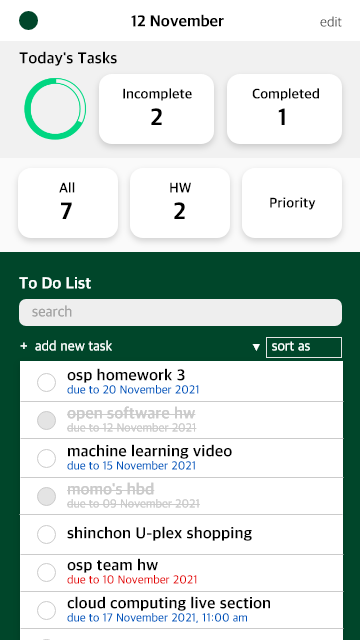 12 November
edit
Today's Tasks
Incomplete
2
Completed
1
All
7
HW
2
Priority
To Do List
search
+ add new task
▼ sort as
osp homework 3
due to 20 November 2021
open software hw
due to 12 November 2021
machine learning video
due to 15 November 2021
momo's hbd
due to 09 November 2021
shinchon U-plex shopping
osp team hw
due to 10 November 2021
cloud computing live section
due to 17 November 2021, 11:00 am